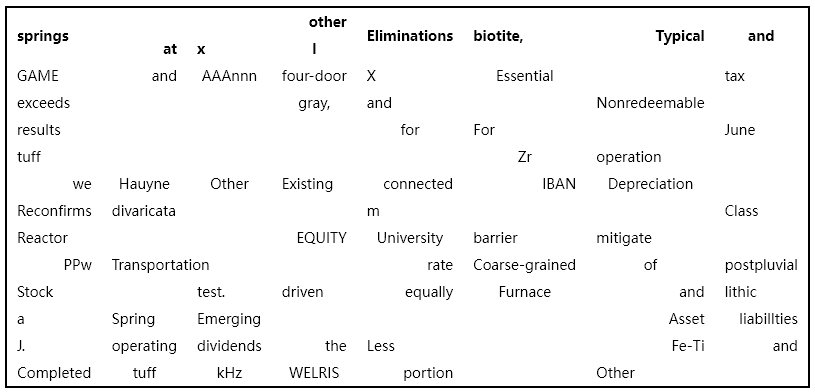 springs at x other l Eliminations biotite, Typical and
GAME and AAAnnn four-door X Essential tax
exceeds gray, and Nonredeemable
results for For June
tuff Zr operation
we Hauyne Other Existing connected IBAN Depreciation
Reconfirms divaricata m Class
Reactor EQUITY University barrier mitigate
PPw Transportation rate Coarse-grained of postpluvial
Stock test. driven equally Furnace and lithic
a Spring Emerging Asset liabillties
J. operating dividends the Less Fe-Ti and
Completed tuff kHz WELRIS portion Other